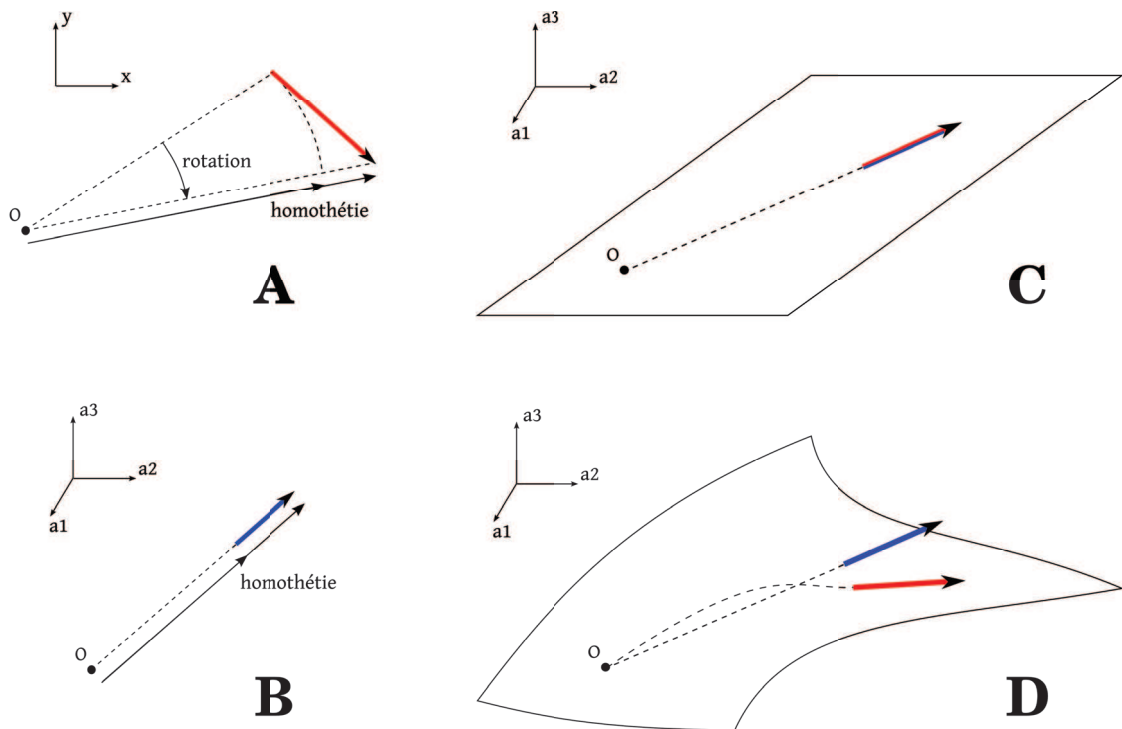 y
x
rotation
O
homothétie
A
a3
a2
a1
O
C
a3
a2
a1
homothétie
O
B
a3
a2
a1
O
D